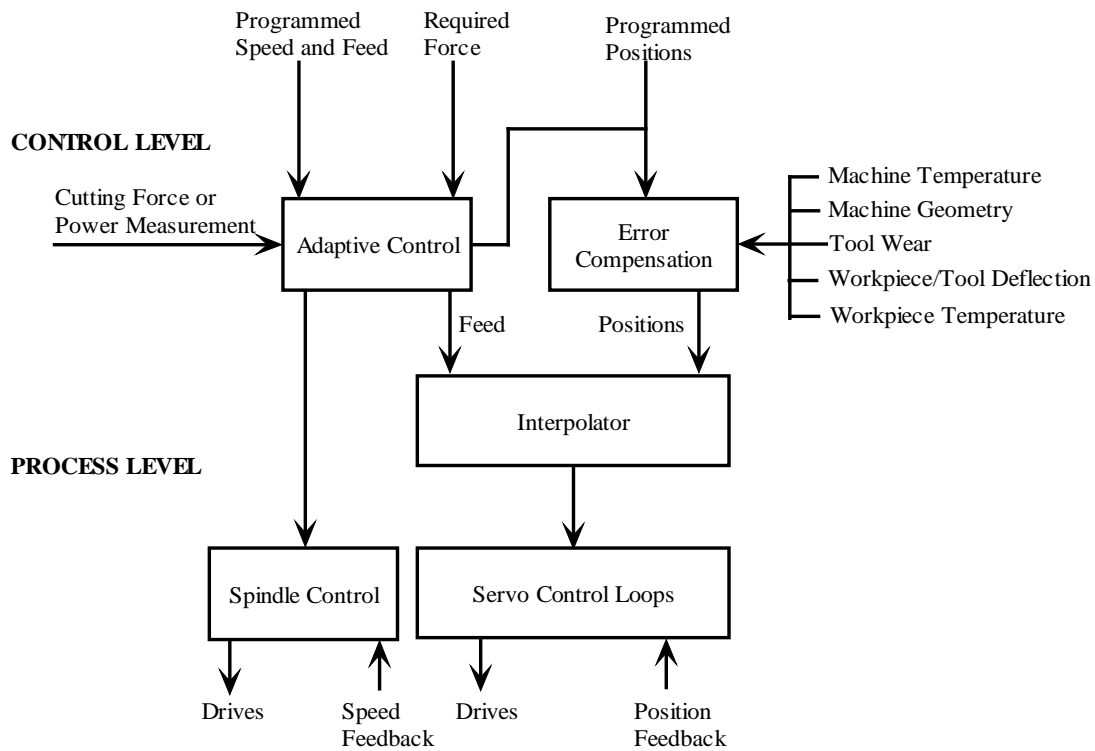 Programmed
Speed and Feed
Required
Force
Programmed
Positions
CONTROL LEVEL
Cutting Force or
Power Measurement
Adaptive Control
Error
Compensation
Machine Temperature
Machine Geometry
Tool Wear
Workpiece/Tool Deflection
Workpiece Temperature
Feed
Positions
Interpolator
PROCESS LEVEL
Spindle Control
Servo Control Loops
Drives
Speed
Feedback
Drives
Position
Feedback